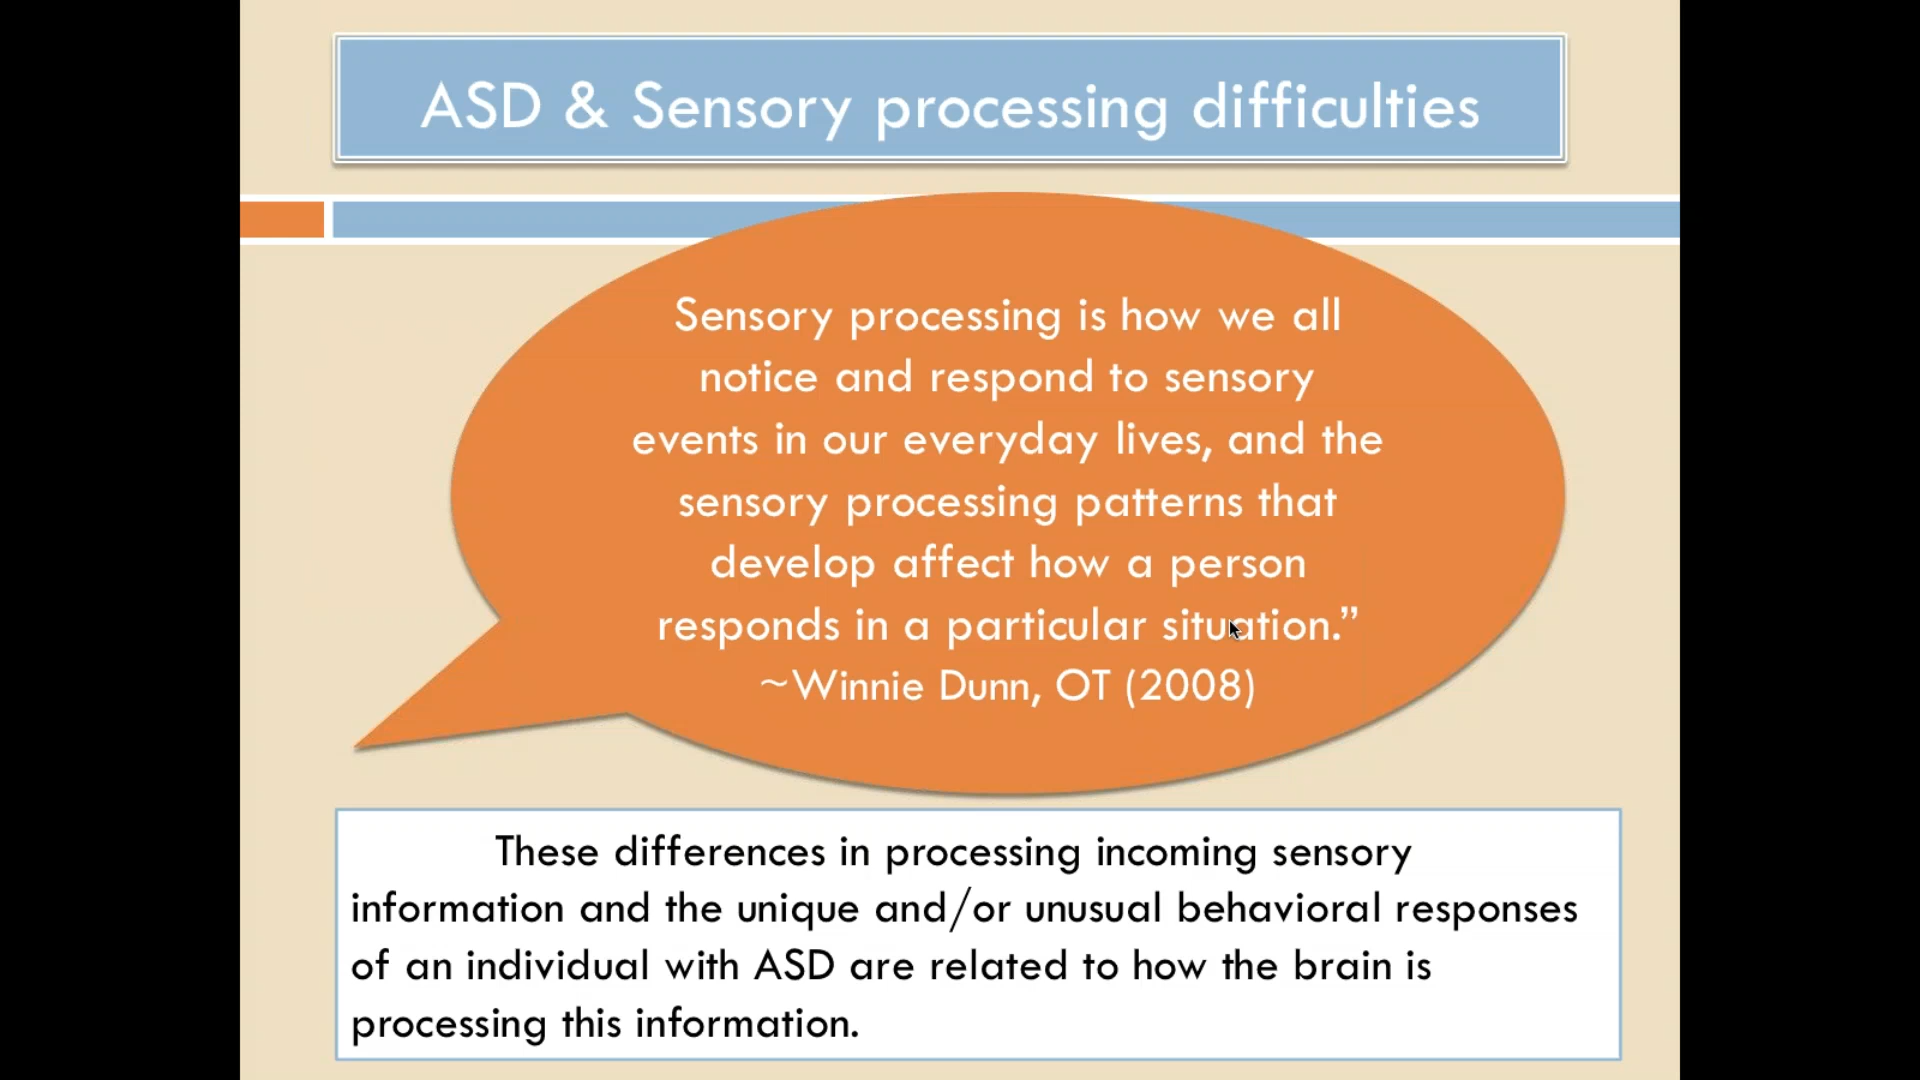 ASD & Sensory processing difficulties
Sensory processing is how we all
notice and respond to sensory
events in our everyday lives, and the
sensory processing patterns that
develop affect how a person
responds in a particular situation.”
~Winnie Dunn, OT (2008)
These differences in processing incoming sensory
information and the unique and/or unusual behavioral responses
of an individual with ASD are related to how the brain is
processing this information.